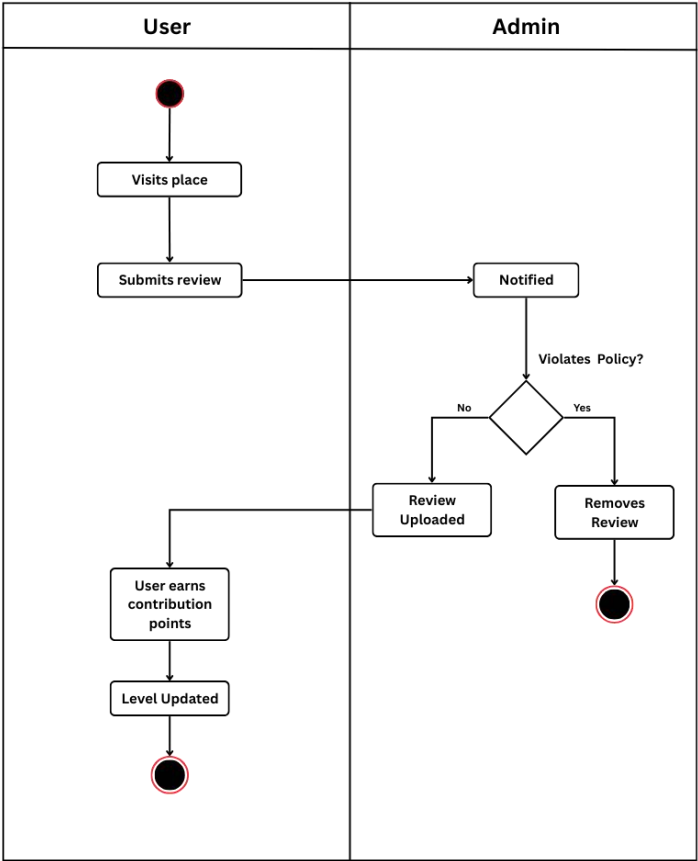 User
Admin
Visits place
Submits review
Notified
Violates Policy?
No
Yes
Review
Uploaded
Removes
Review
User earns
contribution
points
Level Updated